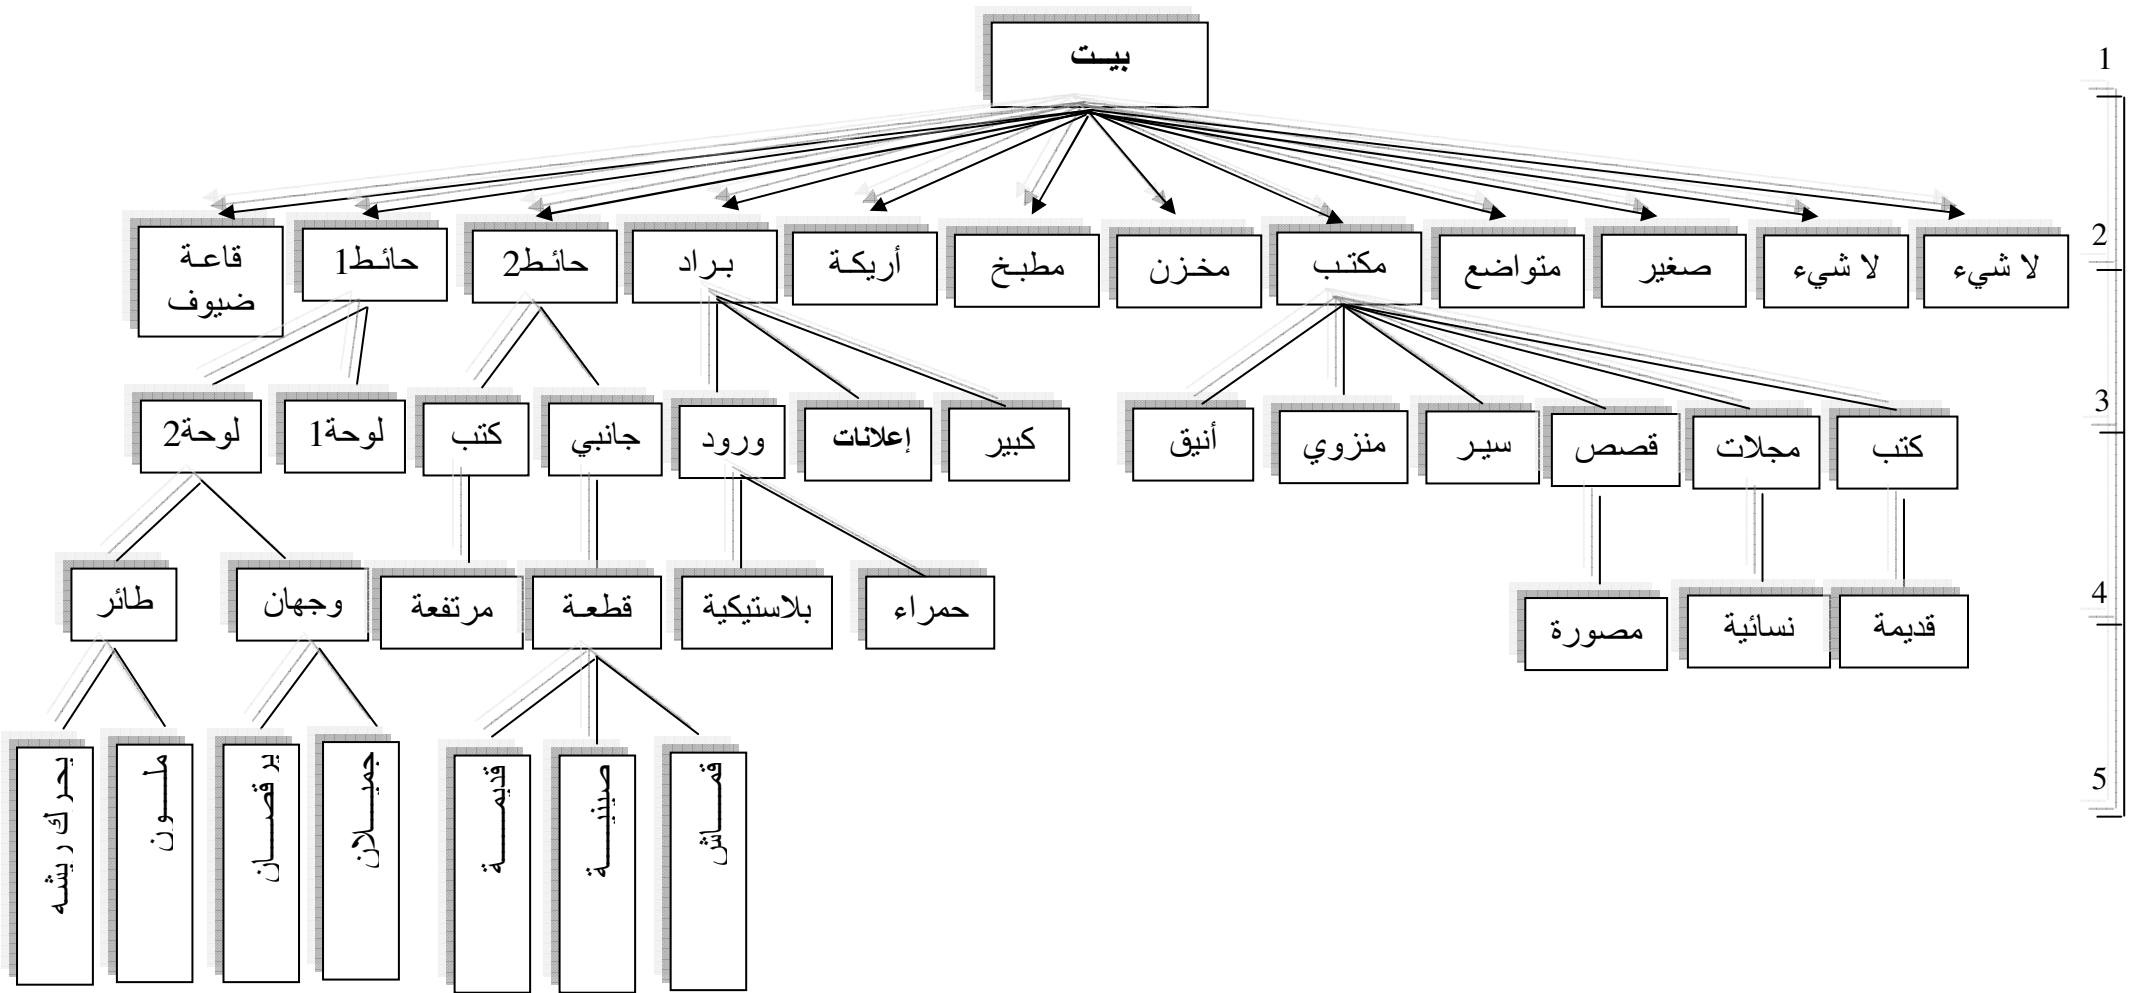 بيت
1
لا شيء
لا شيء
صغير
متواضع
مكتب
مخزن
مطبخ
أريكة
براد
حائط2
حائط1
قاعة
ضيوف
2
كتب
مجلات
قصص
سير
منزوي
أنيق
كبير
إعلانات
ورود
جانبي
كتب
لوحة1
لوحة2
3
قديمة
نسائية
مصورة
حمراء
بلاستيكية
قطعة
مرتفعة
وجهان
طائر
4
قماش
صينية
قديمة
جميلان
يرقصان
ملون
يحرك ريشه
5